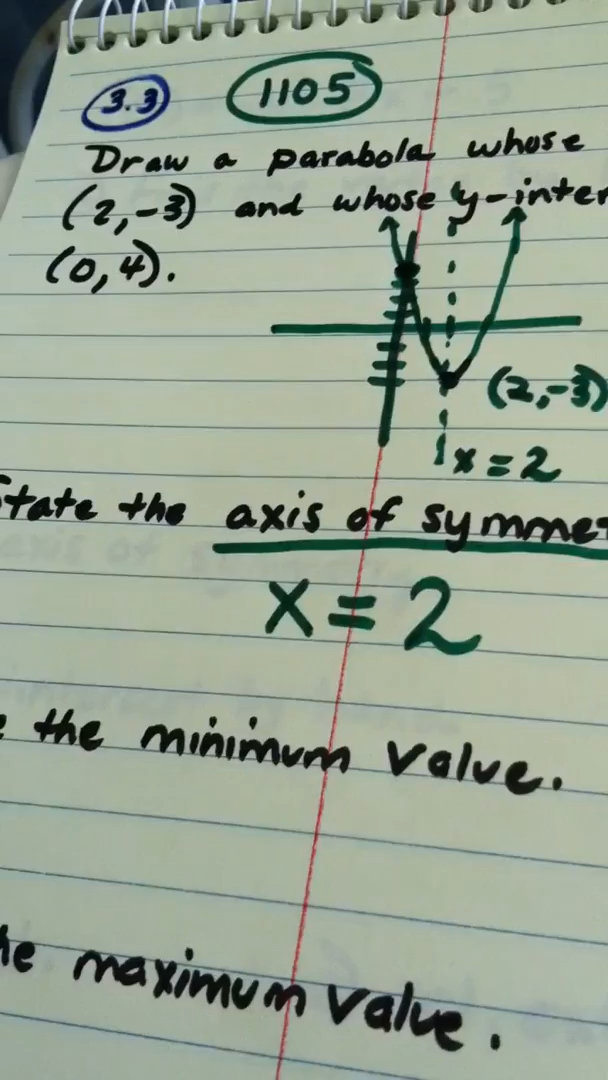 3.3 1105
Draw a parabola whose
(2,-3) and whose y-inter
(0,4).
(2,-3)
x = 2
State the axis of symme
x = 2
the minimum value.
he maximum value.